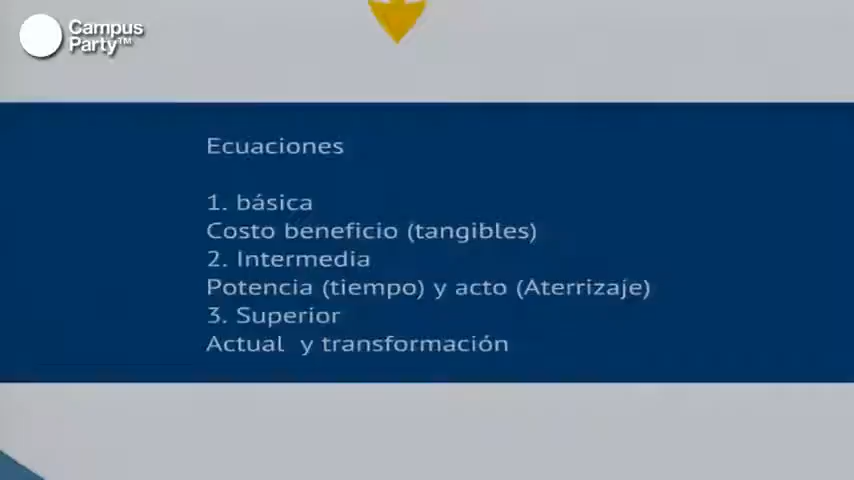 Campus
Party™
Ecuaciones
1. básica
Costo beneficio (tangibles)
2. Intermedia
Potencia (tiempo) y acto (Aterrizaje)
3. Superior
Actual y transformación